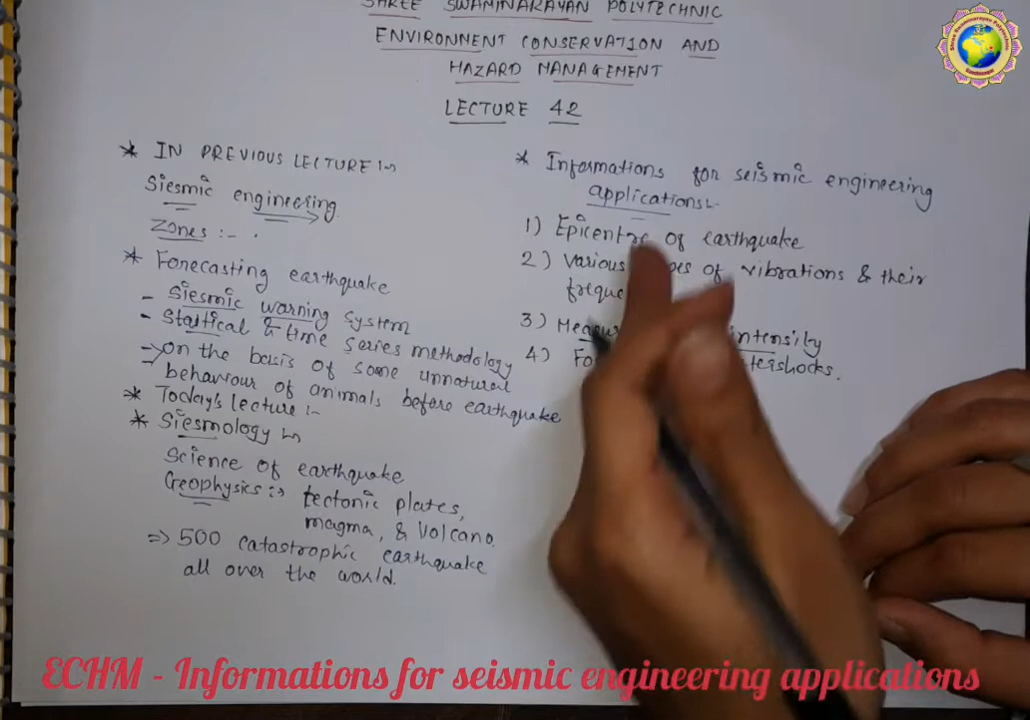 SHREE SWAMINARAYAN POLYTECHNIC
ENVIRONMENT CONSERVATION AND
HAZARD MANAGEMENT
LECTURE 42
* IN PREVIOUS LECTURE :-
Siesmic engineering
Zones :-
* Forecasting earthquake
- Siesmic warning system
- Stastical & time series methodology
=> On the basis of some unnatural
behaviour of animals before earthquake
* Today's lecture :-
* Siesmology :-
Science of earthquake
Geophysics :-> tectonic plates,
magma, & Volcano.
=> 500 catastrophic earthquake
all over the world.
* Informations for seismic engineering
applications :-
1) Epicentre of earthquake
2) Various of vibrations & their
3) intensity
4)
ECHM - Informations for seismic engineering applications